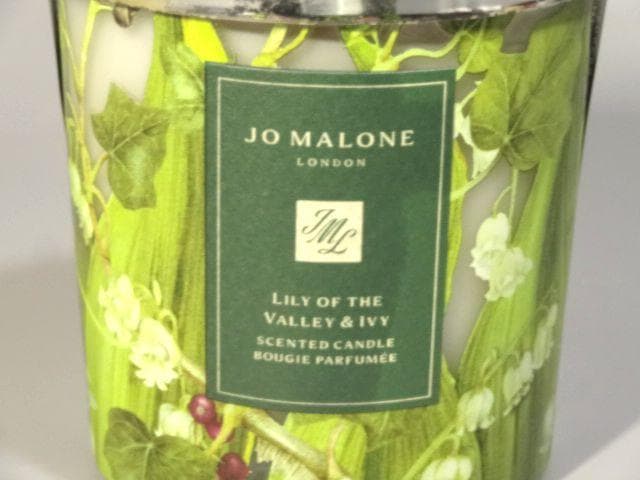 JO MALONE
LONDON
JML
LILY OF THE
VALLEY & IVY
SCENTED CANDLE
BOUGIE PARFUMÉE